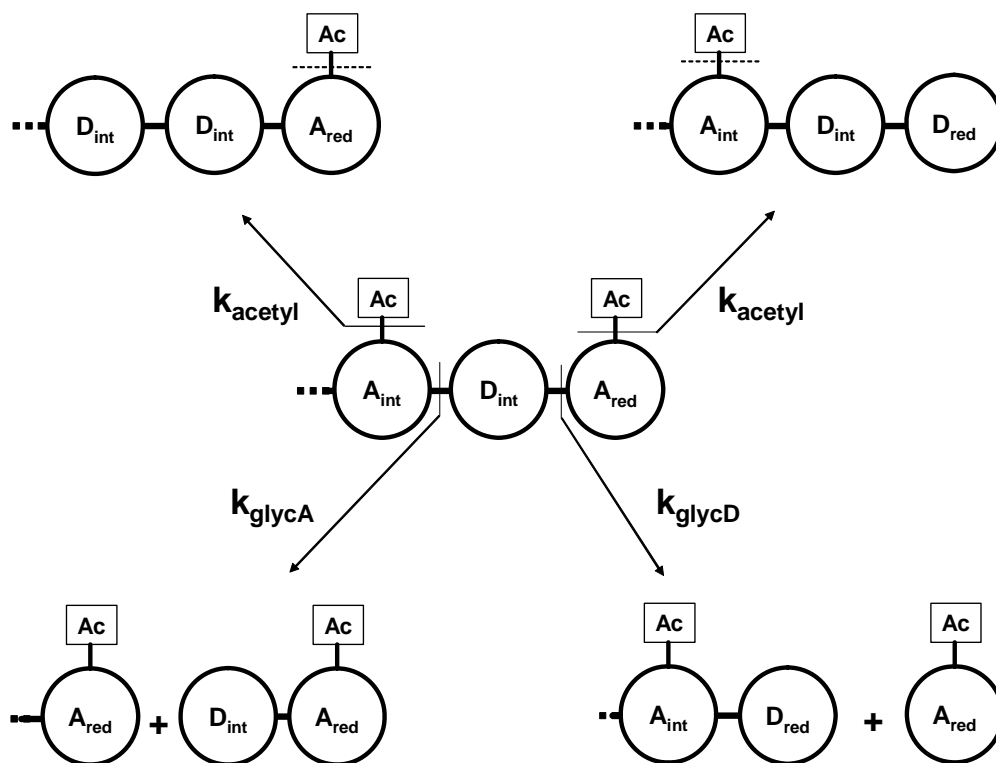 Ac
Ac
D_int D_int A_red
A_int D_int D_red
k_acetyl
Ac
Ac
k_acetyl
A_int D_int A_red
k_glycA
k_glycD
Ac
Ac
Ac
Ac
A_red + D_int A_red
A_int D_red + A_red